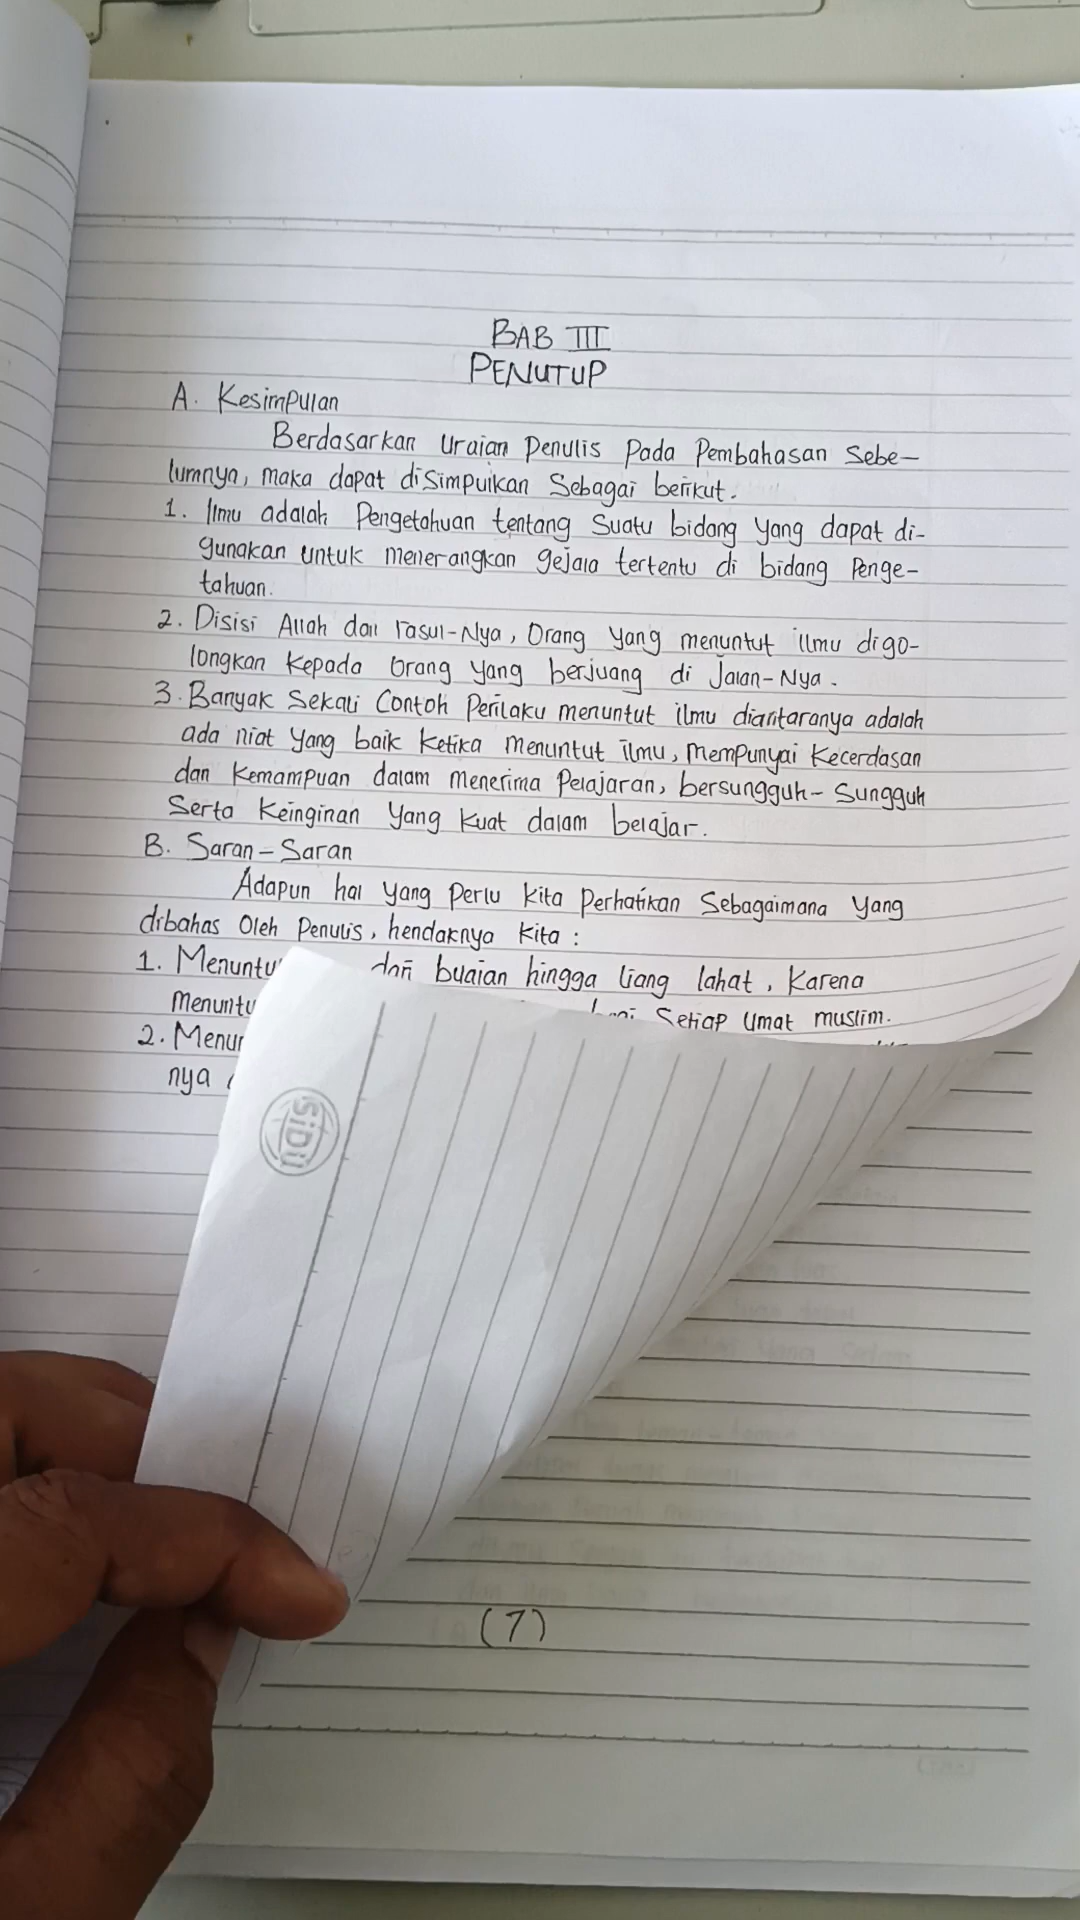 BAB III
PENUTUP
A. Kesimpulan
Berdasarkan Uraian Penulis Pada Pembahasan Sebe-
lumnya, maka dapat disimpulkan Sebagai berikut.
1. Ilmu adalah Pengetahuan tentang Suatu bidang Yang dapat di-
gunakan untuk menerangkan gejala tertentu di bidang Penge-
tahuan.
2. Disisi Allah dan rasul-Nya, Orang Yang menuntut ilmu digo-
longkan Kepada Orang Yang berjuang di Jalan-Nya.
3. Banyak Sekali Contoh Perilaku menuntut ilmu diantaranya adalah
ada niat Yang baik Ketika menuntut ilmu, mempunyai Kecerdasan
dan Kemampuan dalam menerima Pelajaran, bersungguh-Sungguh
Serta Keinginan Yang Kuat dalam belajar.
B. Saran-Saran
Adapun hal Yang Perlu Kita Perhatikan Sebagaimana Yang
dibahas Oleh Penulis, hendaknya Kita :
1. Menuntu dari buaian hingga Liang lahat, Karena
menuntu Setiap Umat muslim.
2. Menun
nya
SiDU
(7)